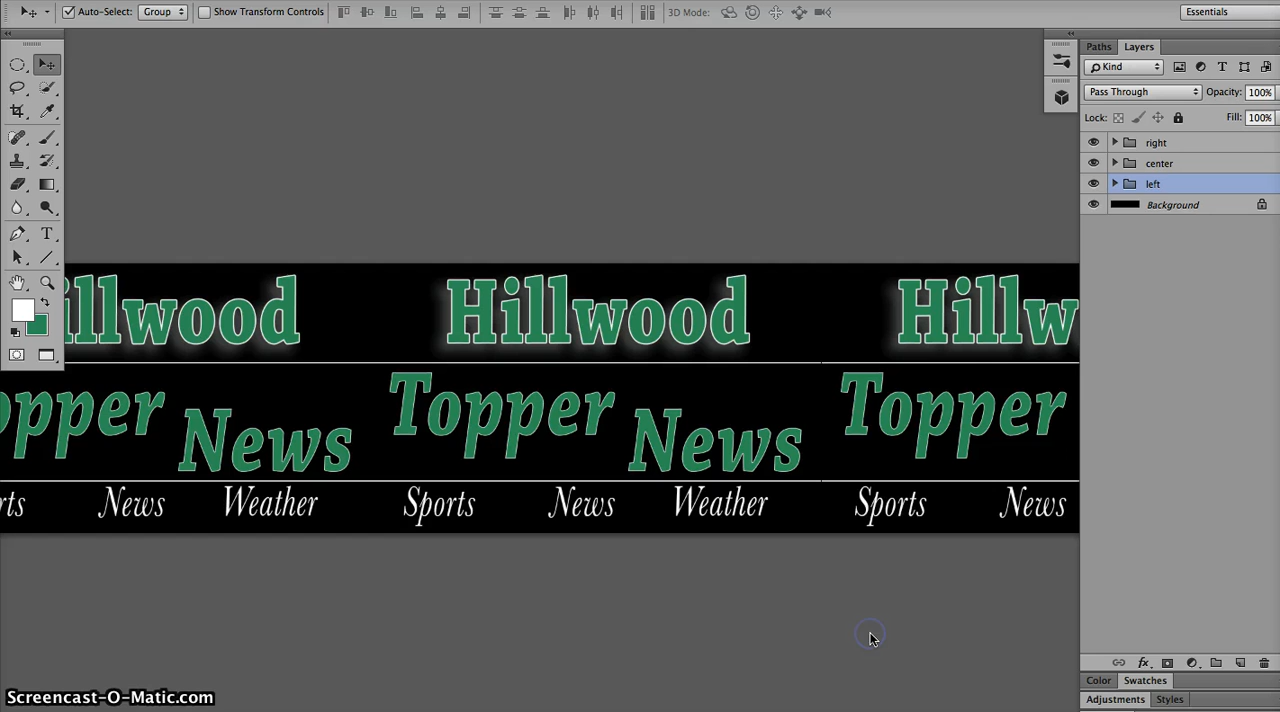 Auto-Select: Group Show Transform Controls 3D Mode: Essentials
Paths Layers
Kind
Pass Through Opacity: 100%
Lock: Fill: 100%
right
center
left
Background
illwood Hillwood Hillw
opper News Topper News Topper
rts News Weather Sports News Weather Sports News
Color Swatches
Adjustments Styles
Screencast-O-Matic.com